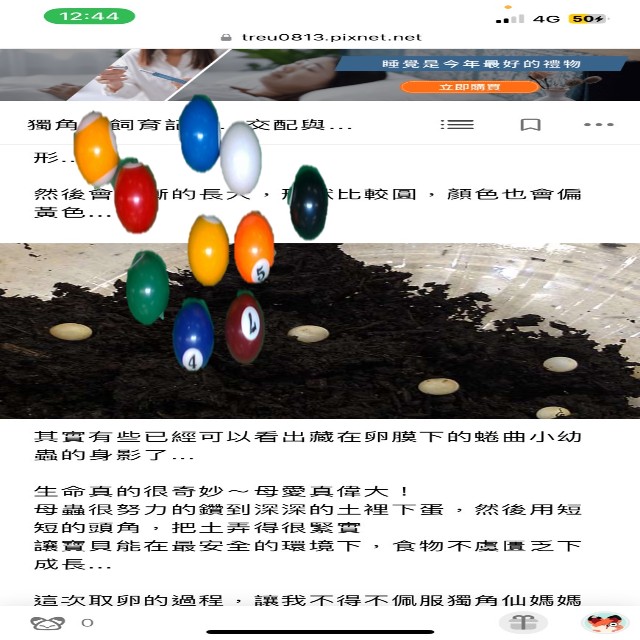 12:44
4G 50
treu0813.pixnet.net
睡覺是今年最好的禮物
立即購買
獨角 飼育記 交配與...
形...
然後會 漸的長大，形狀比較圓，顏色也會偏
黃色...
5
7
4
其實有些已經可以看出藏在卵膜下的蜷曲小幼
蟲的身影了...
生命真的很奇妙～母愛真偉大！
母蟲很努力的鑽到深深的土裡下蛋，然後用短
短的頭角，把土弄得很緊實
讓寶貝能在最安全的環境下，食物不虞匱乏下
成長...
這次取卵的過程，讓我不得不佩服獨角仙媽媽
0